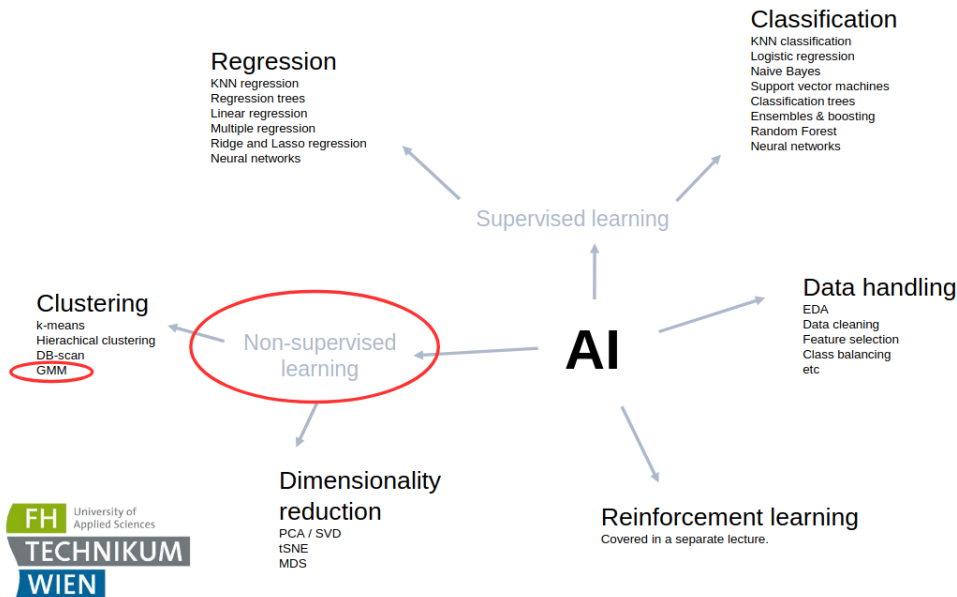 Classification
KNN classification
Logistic regression
Naive Bayes
Support vector machines
Classification trees
Ensembles & boosting
Random Forest
Neural networks
Regression
KNN regression
Regression trees
Linear regression
Multiple regression
Ridge and Lasso regression
Neural networks
Supervised learning
Data handling
EDA
Data cleaning
Feature selection
Class balancing
etc
Clustering
k-means
Hierachical clustering
DB-scan
GMM
Non-supervised
learning
AI
Dimensionality
reduction
PCA / SVD
tSNE
MDS
Reinforcement learning
Covered in a separate lecture.
FH
University of
Applied Sciences
TECHNIKUM
WIEN